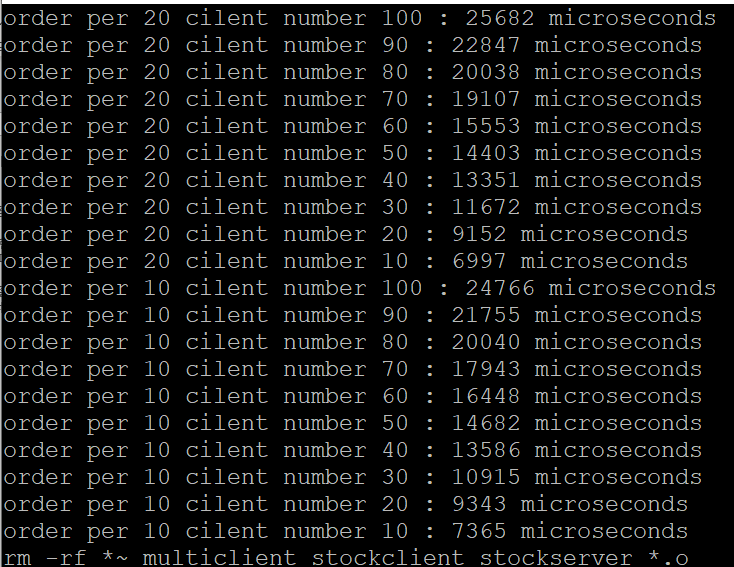 order per 20 cilent number 100 : 25682 microseconds
order per 20 cilent number 90 : 22847 microseconds
order per 20 cilent number 80 : 20038 microseconds
order per 20 cilent number 70 : 19107 microseconds
order per 20 cilent number 60 : 15553 microseconds
order per 20 cilent number 50 : 14403 microseconds
order per 20 cilent number 40 : 13351 microseconds
order per 20 cilent number 30 : 11672 microseconds
order per 20 cilent number 20 : 9152 microseconds
order per 20 cilent number 10 : 6997 microseconds
order per 10 cilent number 100 : 24766 microseconds
order per 10 cilent number 90 : 21755 microseconds
order per 10 cilent number 80 : 20040 microseconds
order per 10 cilent number 70 : 17943 microseconds
order per 10 cilent number 60 : 16448 microseconds
order per 10 cilent number 50 : 14682 microseconds
order per 10 cilent number 40 : 13586 microseconds
order per 10 cilent number 30 : 10915 microseconds
order per 10 cilent number 20 : 9343 microseconds
order per 10 cilent number 10 : 7365 microseconds
rm -rf *~ multiclient stockclient stockserver *.o